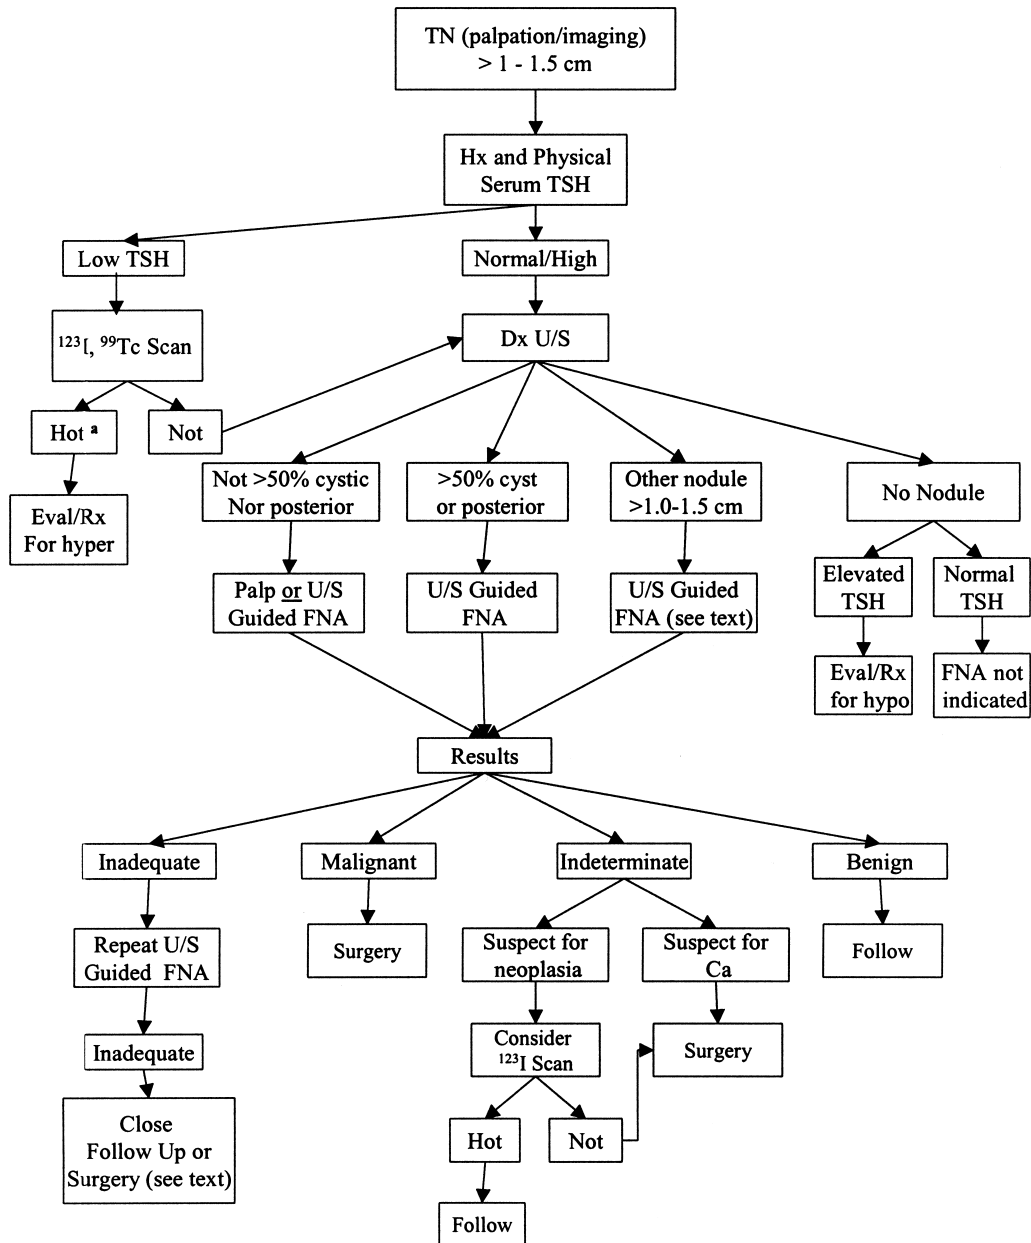 TN (palpation/imaging)
> 1 - 1.5 cm
Hx and Physical
Serum TSH
Low TSH
Normal/High
¹²³I, ⁹⁹Tc Scan
Dx U/S
Hot ᵃ
Not
Not >50% cystic
Nor posterior
>50% cyst
or posterior
Other nodule
>1.0-1.5 cm
No Nodule
Eval/Rx
For hyper
Palp or U/S
Guided FNA
U/S Guided
FNA
U/S Guided
FNA (see text)
Elevated
TSH
Normal
TSH
Eval/Rx
for hypo
FNA not
indicated
Results
Inadequate
Malignant
Indeterminate
Benign
Repeat U/S
Guided FNA
Surgery
Suspect for
neoplasia
Suspect for
Ca
Follow
Inadequate
Consider
¹²³I Scan
Surgery
Close
Follow Up or
Surgery (see text)
Hot
Not
Follow